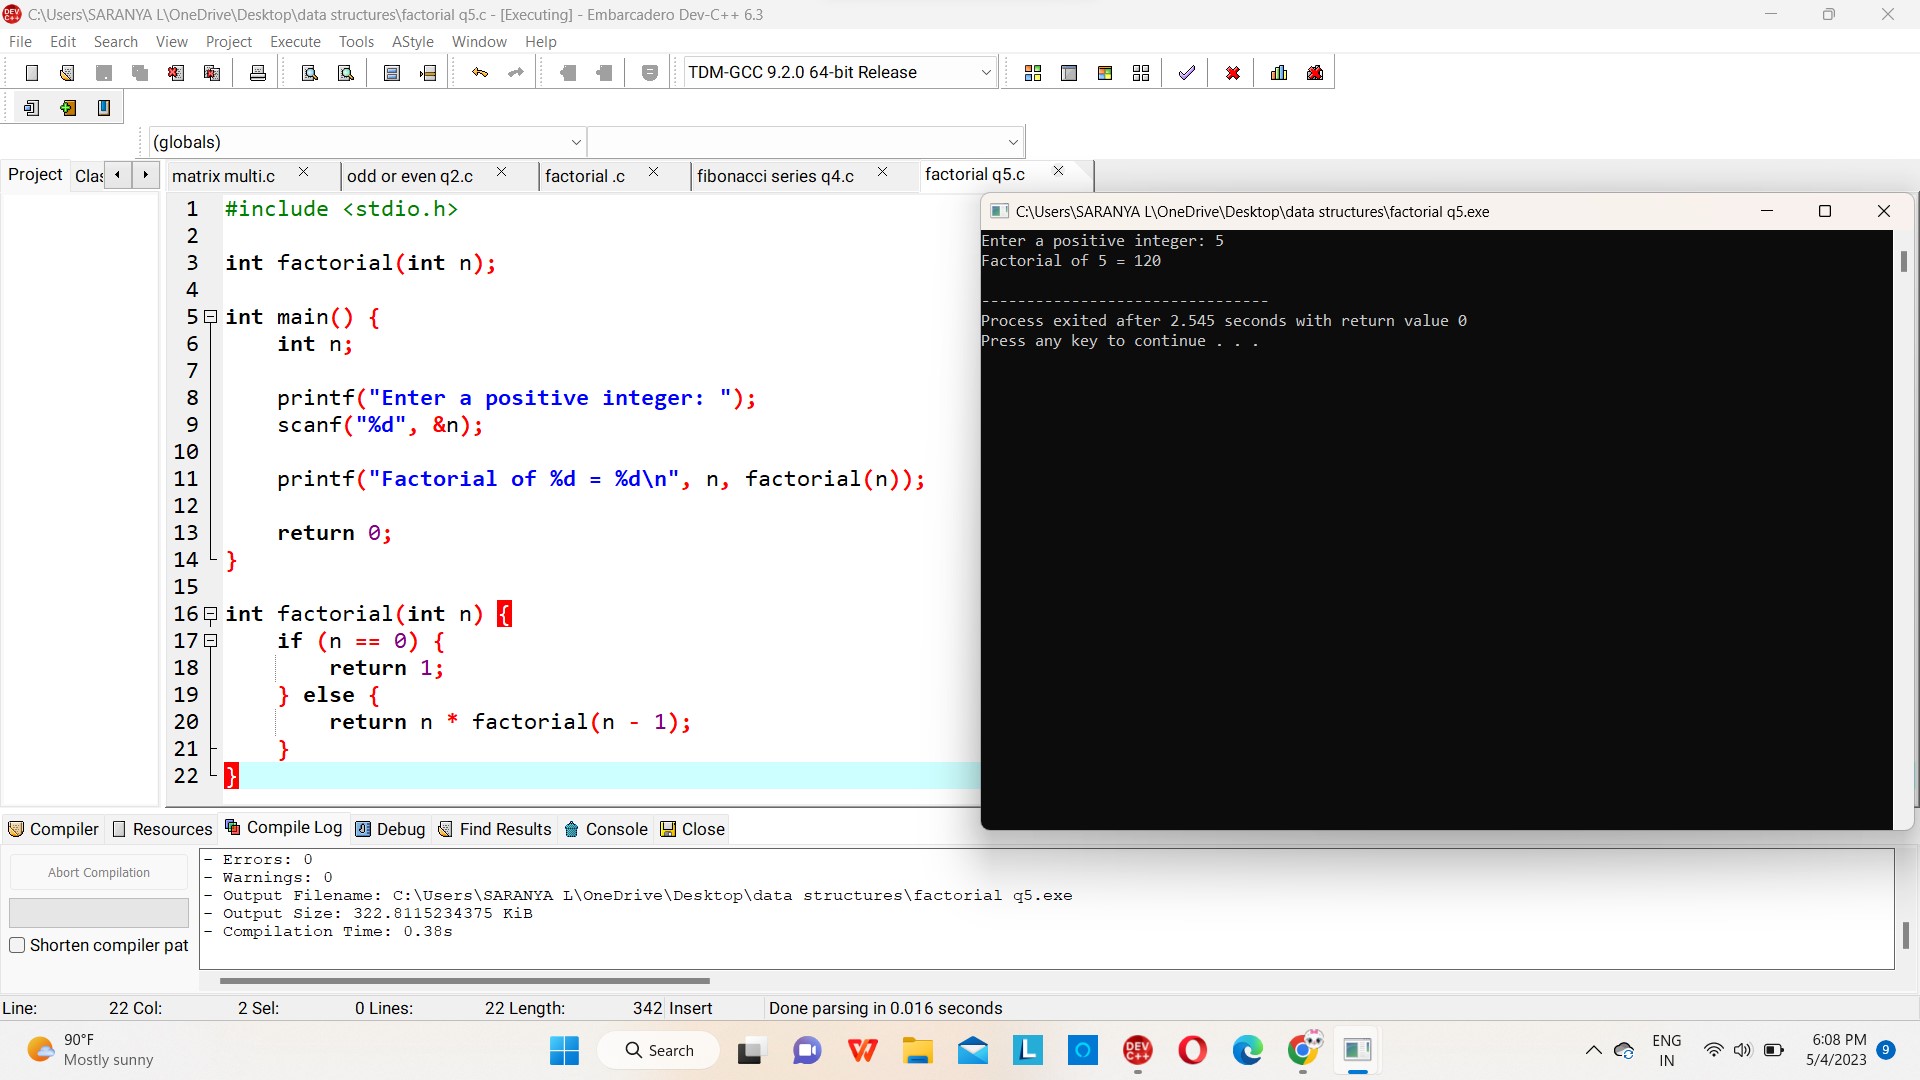 C:\Users\SARANYA L\OneDrive\Desktop\data structures\factorial q5.c - [Executing] - Embarcadero Dev-C++ 6.3
File Edit Search View Project Execute Tools AStyle Window Help
TDM-GCC 9.2.0 64-bit Release
(globals)
Project Clas
matrix multi.c odd or even q2.c factorial .c fibonacci series q4.c factorial q5.c
1 #include <stdio.h>
2
3 int factorial(int n);
4
5 int main() {
6 int n;
7
8 printf("Enter a positive integer: ");
9 scanf("%d", &n);
10
11 printf("Factorial of %d = %d\n", n, factorial(n));
12
13 return 0;
14 }
15
16 int factorial(int n) {
17 if (n == 0) {
18 return 1;
19 } else {
20 return n * factorial(n - 1);
21 }
22 }
C:\Users\SARANYA L\OneDrive\Desktop\data structures\factorial q5.exe
Enter a positive integer: 5
Factorial of 5 = 120
--------------------------------
Process exited after 2.545 seconds with return value 0
Press any key to continue . . .
Compiler Resources Compile Log Debug Find Results Console Close
Abort Compilation
Shorten compiler pat
- Errors: 0
- Warnings: 0
- Output Filename: C:\Users\SARANYA L\OneDrive\Desktop\data structures\factorial q5.exe
- Output Size: 322.8115234375 KiB
- Compilation Time: 0.38s
Line: 22 Col: 2 Sel: 0 Lines: 22 Length: 342 Insert Done parsing in 0.016 seconds
90°F
Mostly sunny
Search
DEV C++
ENG
IN
6:08 PM
5/4/2023
9